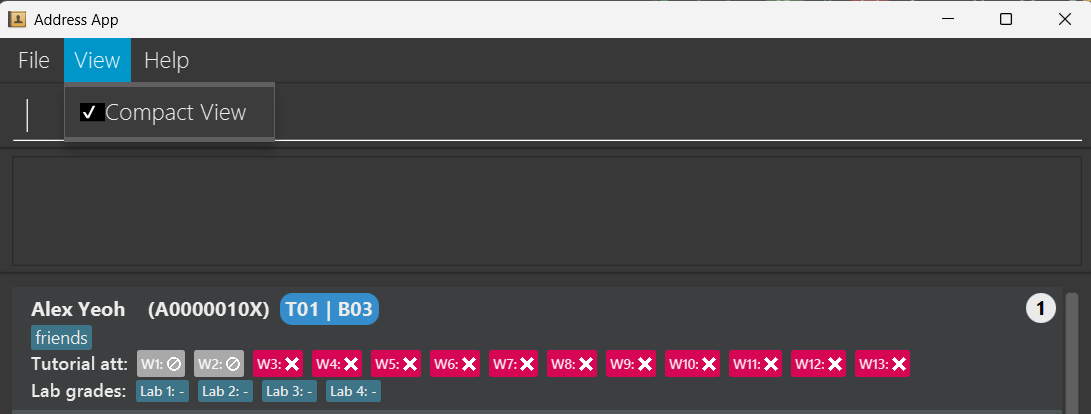 Address App
File View Help
Compact View
Alex Yeoh (A0000010X) T01 | B03 1
friends
Tutorial att: W1: W2: W3: W4: W5: W6: W7: W8: W9: W10: W11: W12: W13:
Lab grades: Lab 1: - Lab 2: - Lab 3: - Lab 4: -